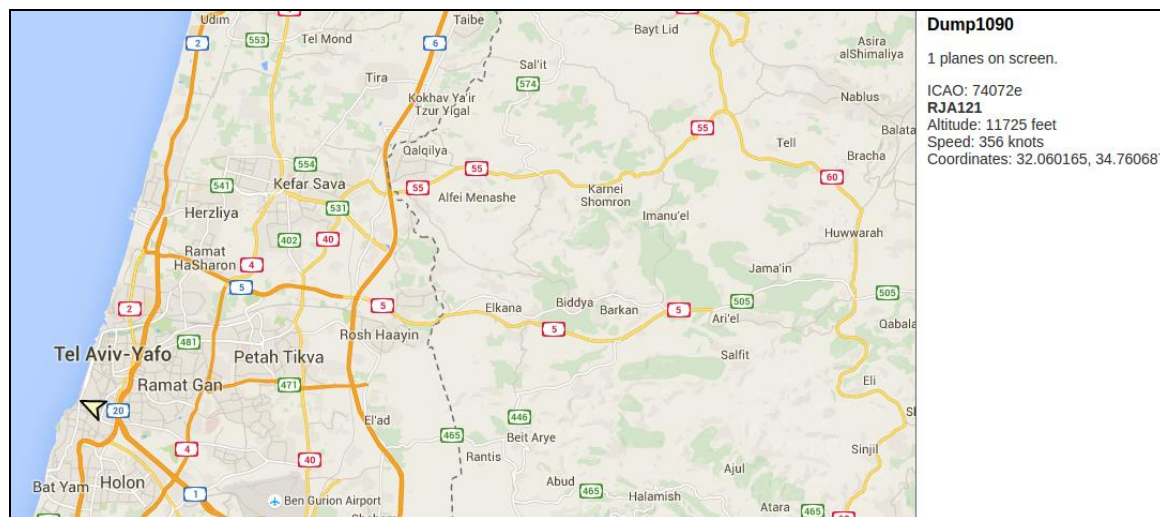 Udim
Taibe
2
553
Tel Mond
6
Bayt Lid
Asira
alShimaliya
Sal'it
574
Tira
Kokhav Ya'ir
Tzur Yigal
Nablus
55
Balata
Tell
Bracha
Qalqilya
554
55
60
541
Kefar Sava
55
Alfei Menashe
Karnei
Shomron
531
Imanu'el
Herzliya
402
40
Huwwarah
Ramat
HaSharon
4
5
Jama'in
505
505
2
5
Elkana
Biddya
Barkan
5
Ari'el
Qabala
481
Rosh Haayin
5
Tel Aviv-Yafo
Petah Tikva
Salfit
Ramat Gan
471
Eli
20
El'ad
446
465
Beit Arye
4
40
Rantis
Sinjil
Bat Yam
Holon
Abud
465
Ajul
Halamish
1
Ben Gurion Airport
Atara
465
Dump1090
1 planes on screen.
ICAO: 74072e
RJA121
Altitude: 11725 feet
Speed: 356 knots
Coordinates: 32.060165, 34.760687